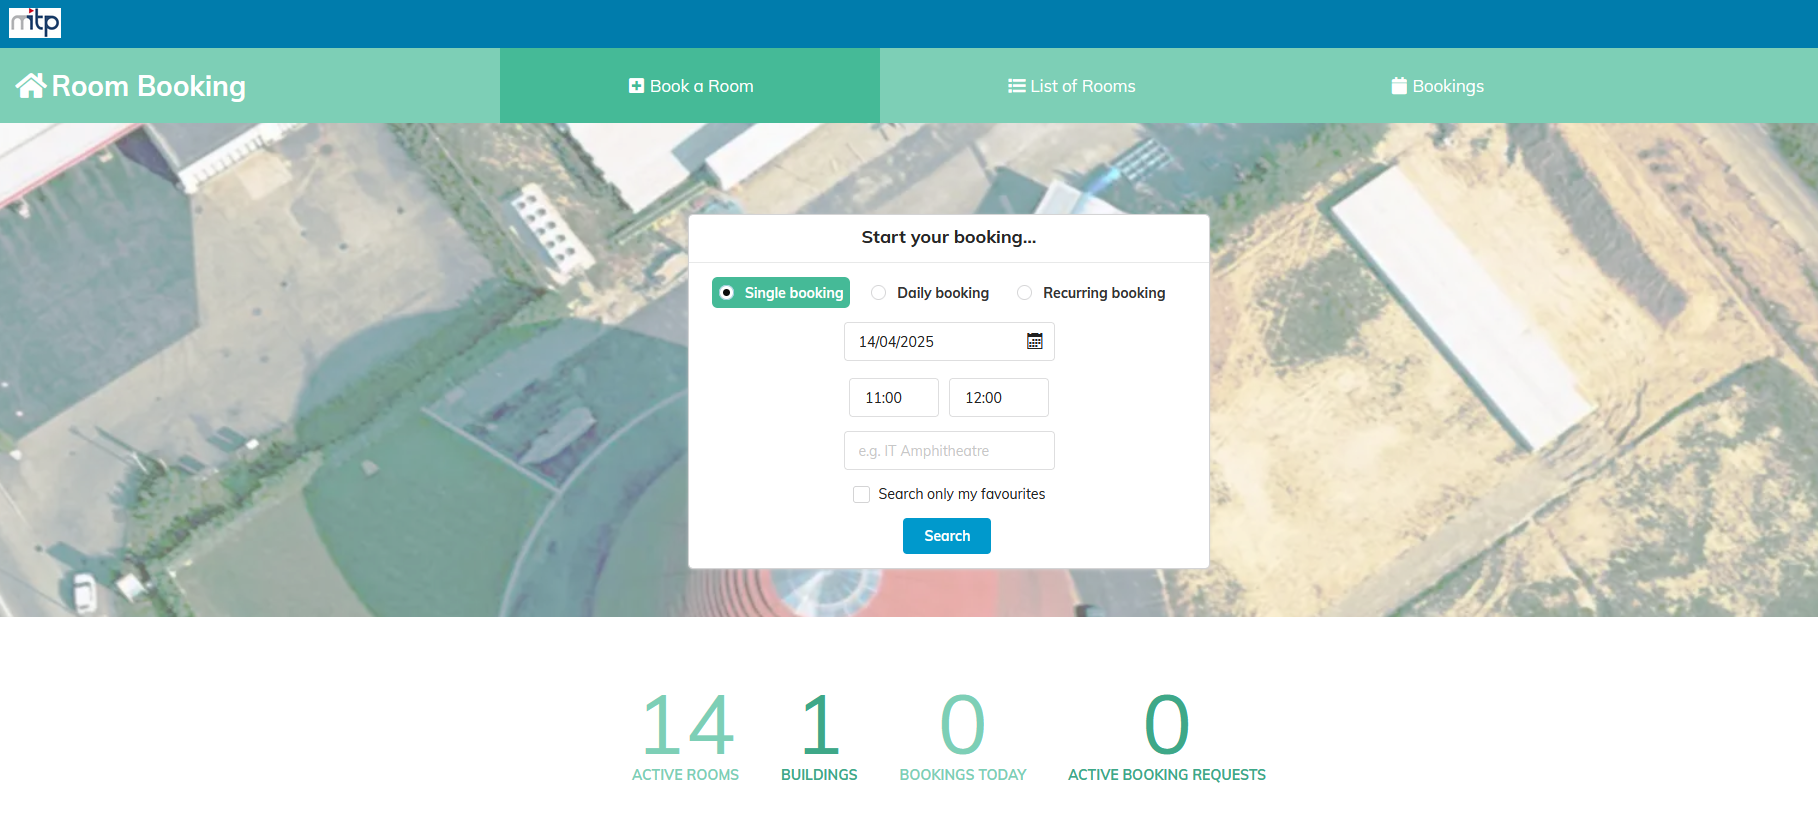 mitp
Room Booking
Book a Room
List of Rooms
Bookings
Start your booking...
Single booking
Daily booking
Recurring booking
14/04/2025
11:00
12:00
e.g. IT Amphitheatre
Search only my favourites
Search
14
ACTIVE ROOMS
1
BUILDINGS
0
BOOKINGS TODAY
0
ACTIVE BOOKING REQUESTS